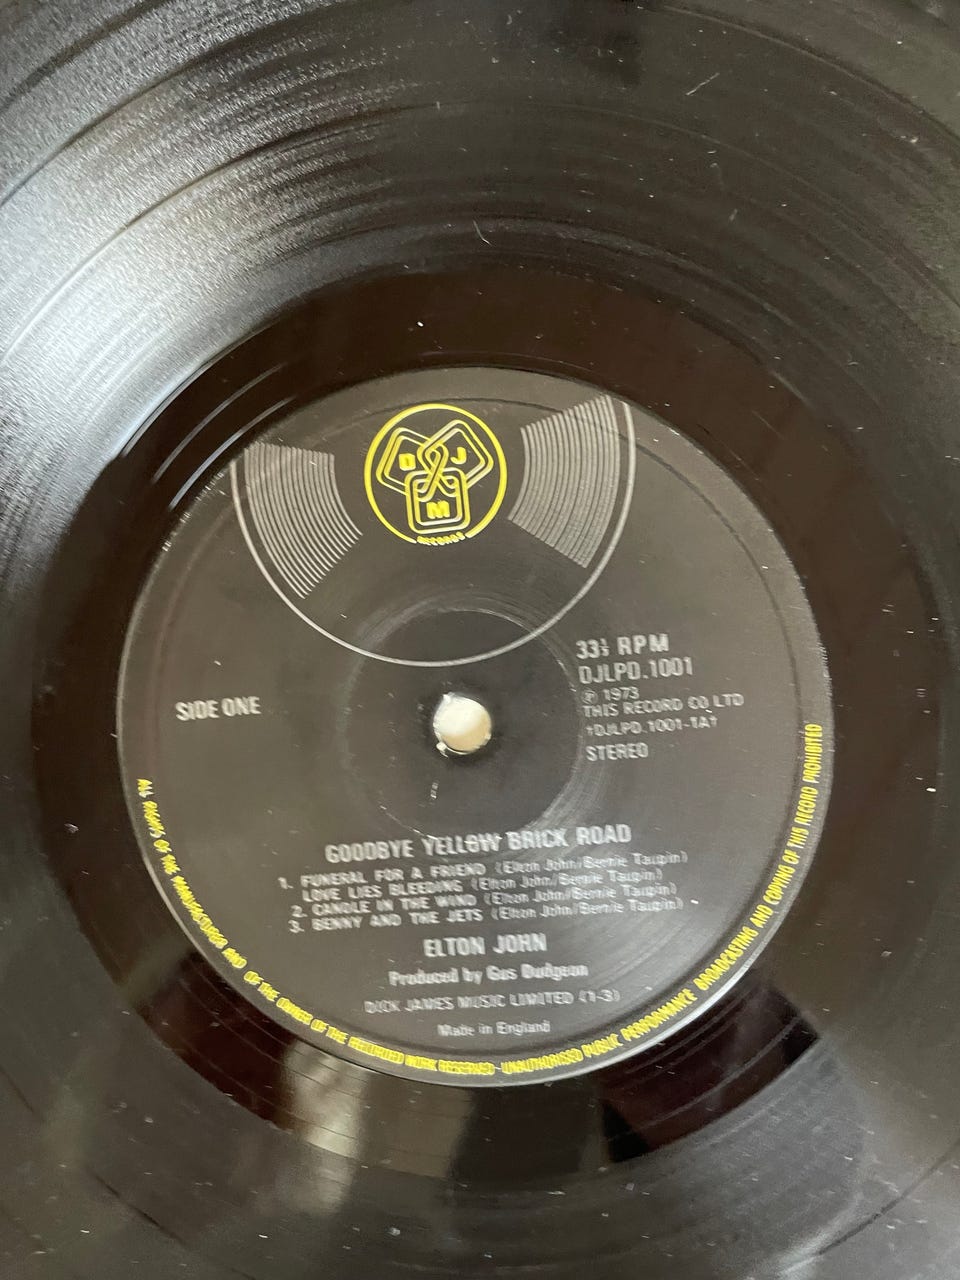 D J
M
RECORDS
33⅓ RPM
DJLPD.1001
SIDE ONE
℗ 1973
THIS RECORD CO LTD
†DJLPD.1001-1A†
STEREO
GOODBYE YELLOW BRICK ROAD
1. FUNERAL FOR A FRIEND (Elton John/Bernie Taupin)
LOVE LIES BLEEDING (Elton John/Bernie Taupin)
2. CANDLE IN THE WIND (Elton John/Bernie Taupin)
3. BENNY AND THE JETS (Elton John/Bernie Taupin)
ELTON JOHN
Produced by Gus Dudgeon
DICK JAMES MUSIC LIMITED (1-3)
Made in England
ALL RIGHTS OF THE MANUFACTURER AND OF THE OWNER OF THE RECORDED WORK RESERVED - UNAUTHORISED PUBLIC PERFORMANCE BROADCASTING AND COPYING OF THIS RECORD PROHIBITED